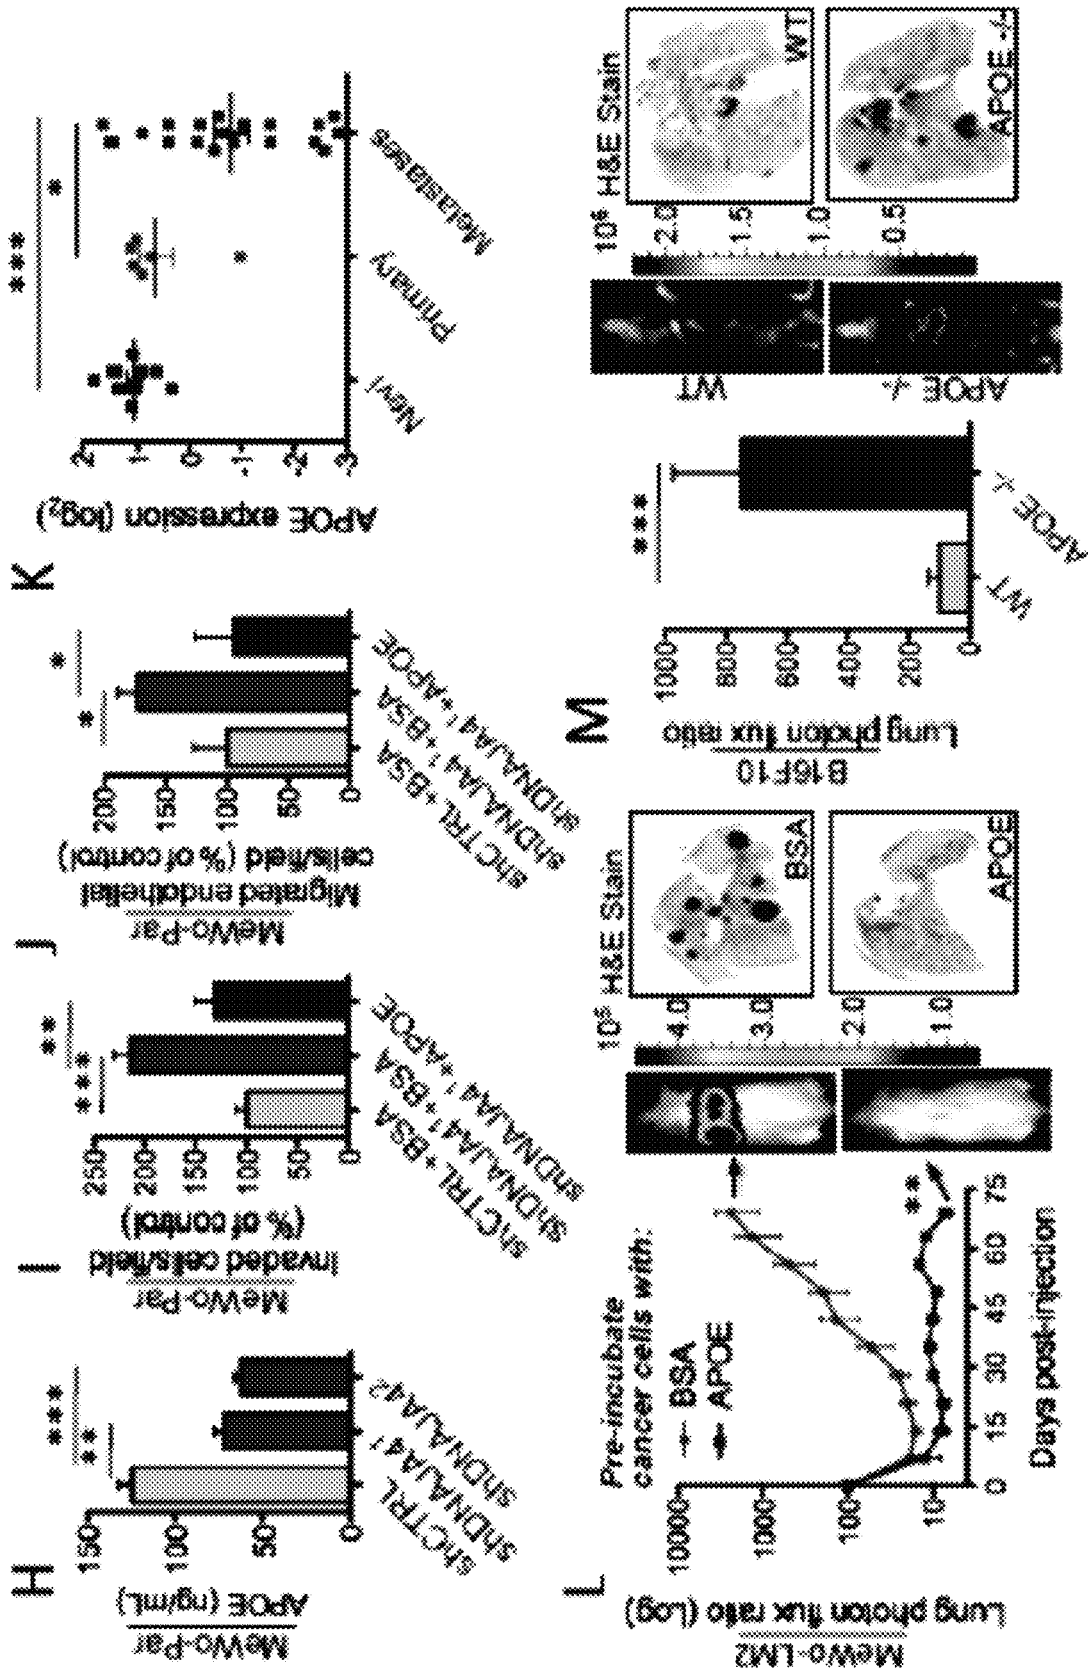 H
MeWo-Par
APOE (ng/mL)
150
100
50
0
**
***
shCTRL
shDNAJA4¹
shDNAJA4²
I
MeWo-Par
Invaded cells/field
(% of control)
250
200
150
100
50
0
***
**
shCTRL +BSA
ShDNAJA4¹+ BSA
shDNAJA4¹ +APOE
J
MeWo-Par
Migrated endothelial
cells/field (% of control)
200
150
100
50
0
*
*
shCTRL +BSA
shDNAJA4¹ +BSA
shDNAJA4¹+APOE
K
APOE expression (log₂)
2
1
0
-1
-2
-3
***
*
Nevi
Primary
Metastases
L
MeWo-LM2
Lung photon flux ratio (Log)
10000
1000
100
10
Pre-incubate
cancer cells with:
BSA
APOE
**
0
15
30
45
60
75
Days post-injection
10⁵
4.0
3.0
2.0
1.0
H&E Stain
BSA
APOE
M
B16F10
Lung photon flux ratio
1000
800
600
400
200
0
***
WT
APOE -/-
WT
APOE -/-
10⁶
2.0
1.5
1.0
0.5
H&E Stain
WT
APOE -/-